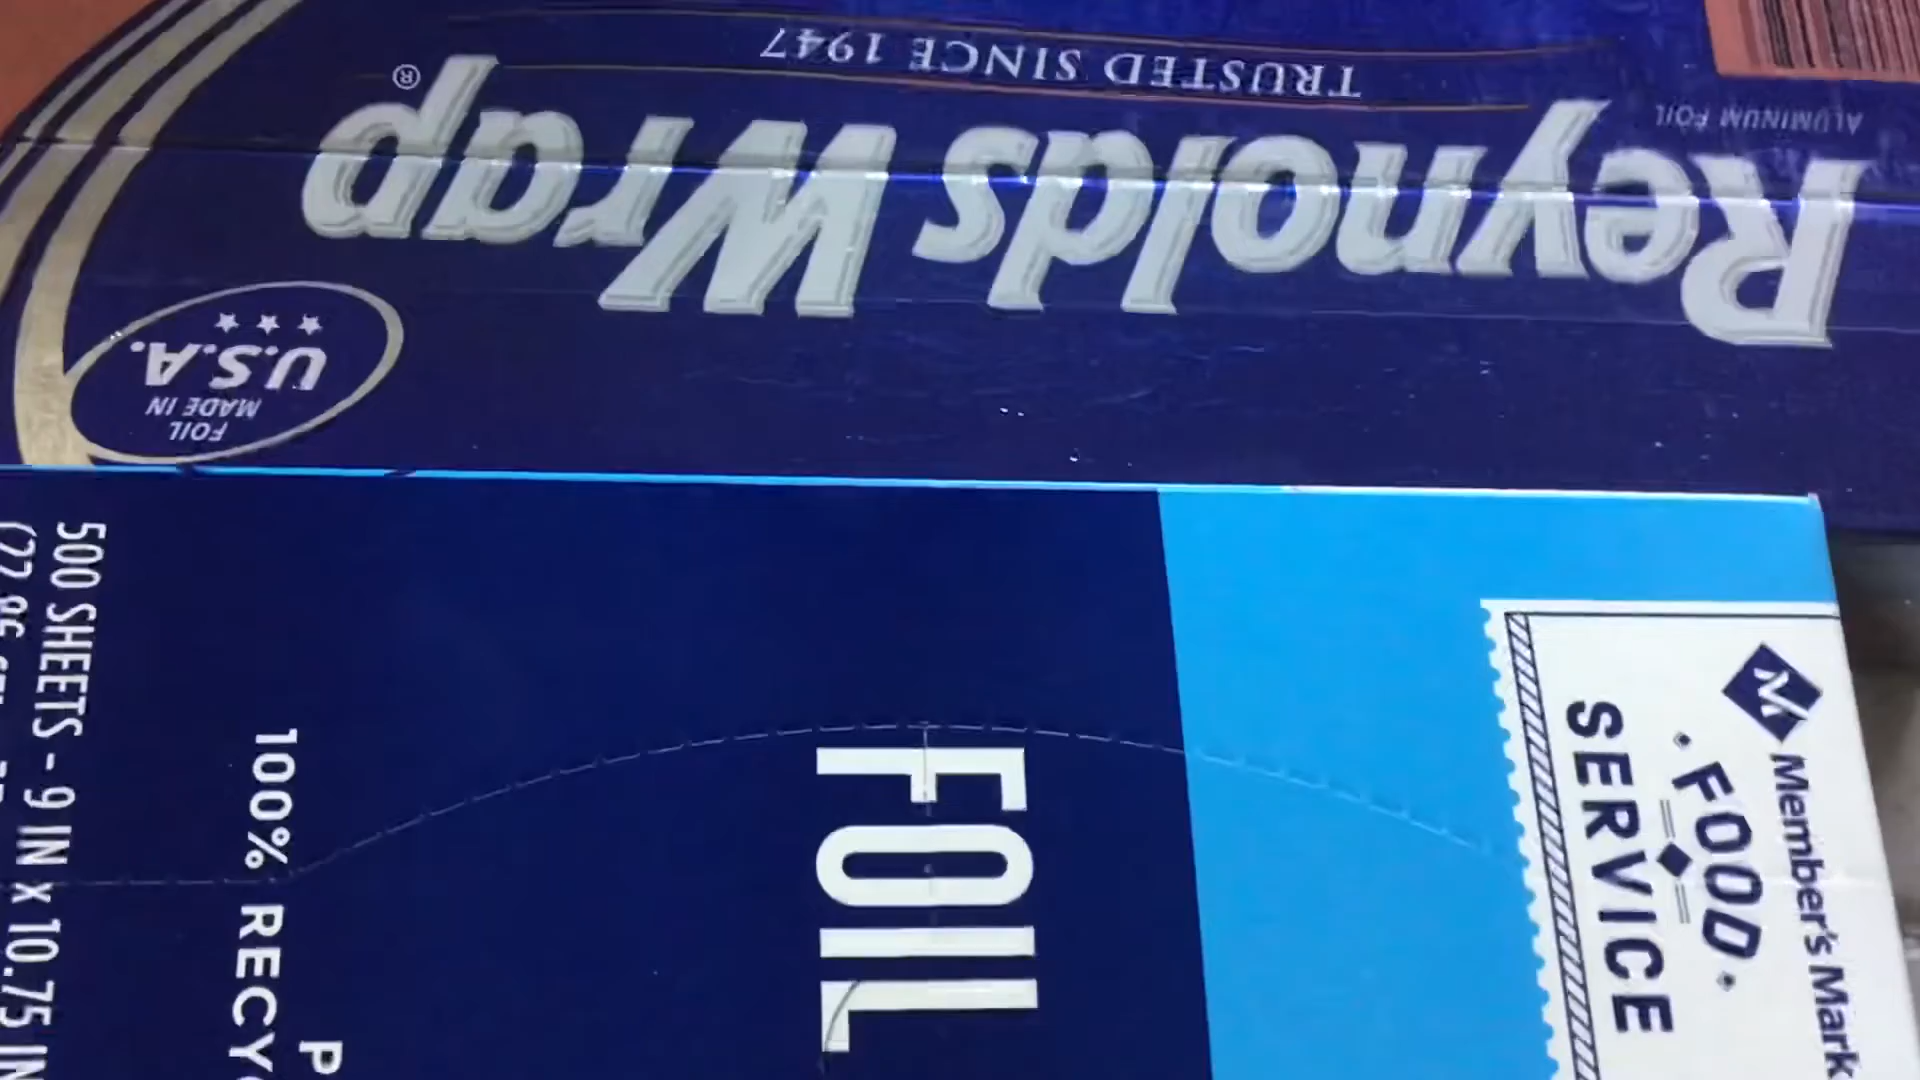 ALUMINUM FOIL
Reynolds Wrap®
TRUSTED SINCE 1947
FOIL
MADE IN
U.S.A.
Member's Mark
FOOD
SERVICE
FOIL
100% RECYC
500 SHEETS - 9 IN x 10.75 IN